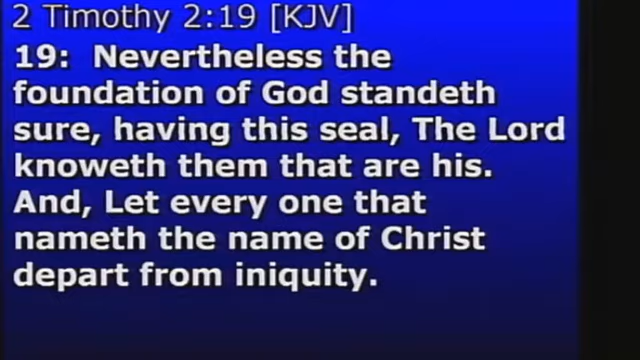 2 Timothy 2:19 [KJV]
19:  Nevertheless the
foundation of God standeth
sure, having this seal, The Lord
knoweth them that are his.
And, Let every one that
nameth the name of Christ
depart from iniquity.